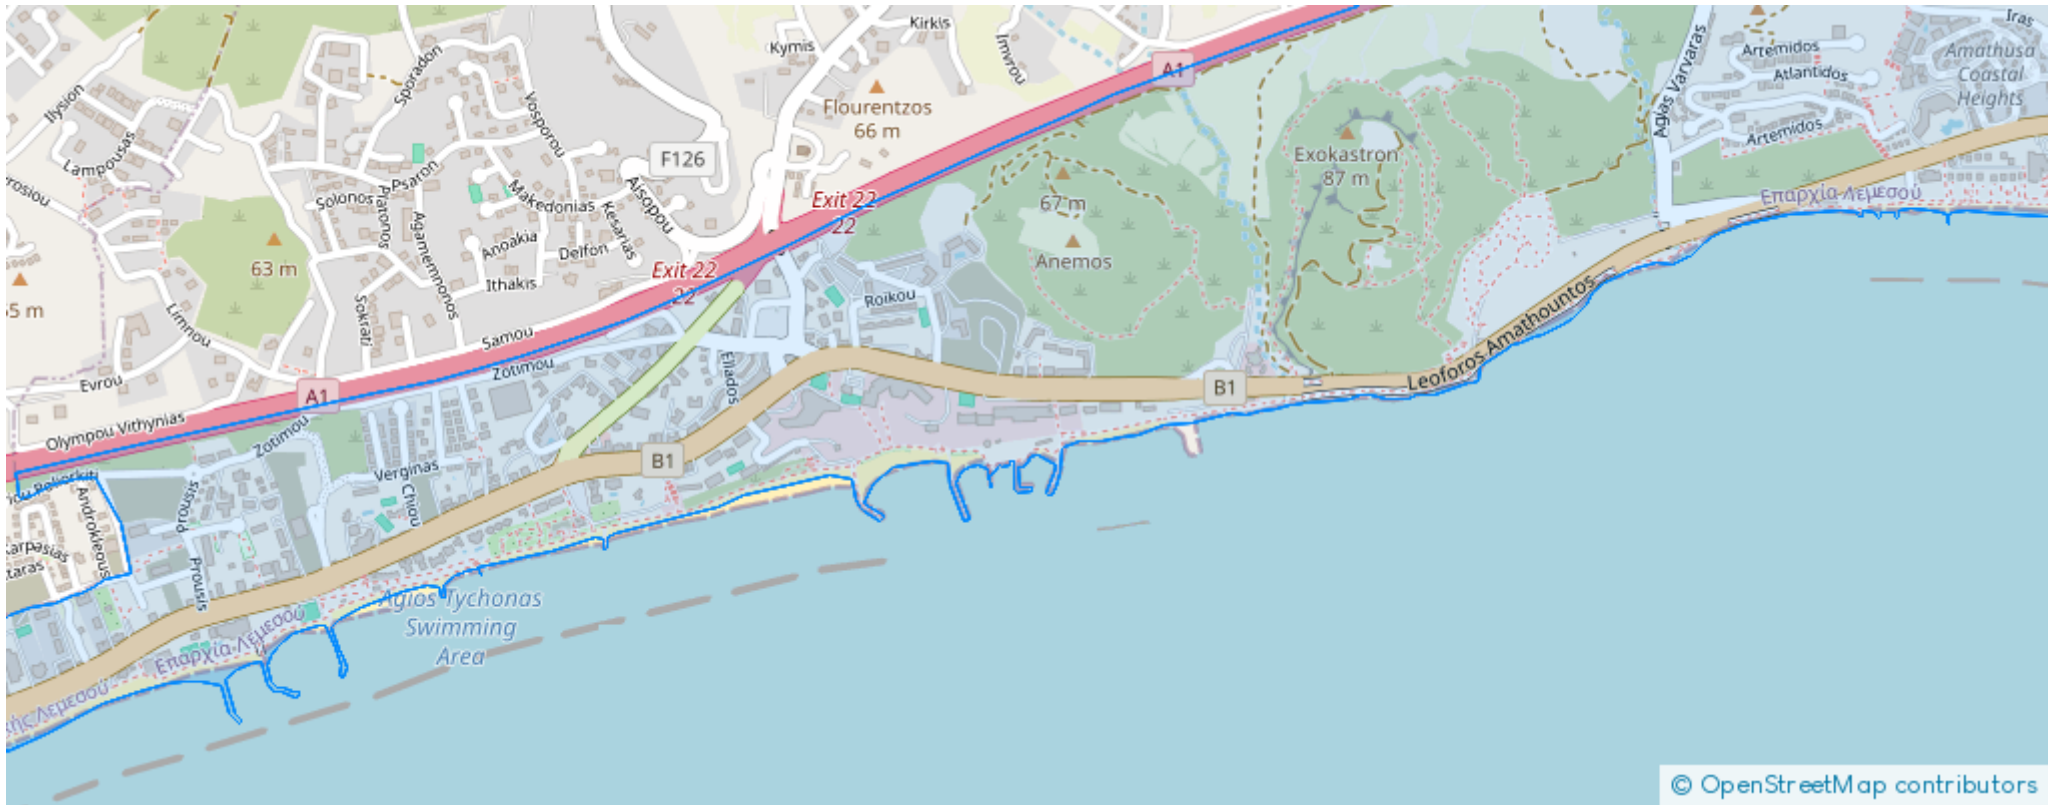 Kirkis
Kymis
Imvrou
A1
Iras
Artemidos
Amathusa
Coastal
Heights
Atlantidos
Artemidos
Agias Varvaras
Ilysion
Sporadon
Vosporou
Flourentzos
66 m
F126
Lampousas
Psaron
Solonos
Platonos
Makedonias
Aisopou
Kesarias
Agamemnonos
Anoakia
Delfon
Ithakis
Exokastron
87 m
67 m
Anemos
Exit 22
22
Exit 22
22
Επαρχία Λεμεσού
63 m
Limnou
Sokrati
Samou
Roikou
Evrou
A1
Zotimou
Eliados
Leoforos Amathountos
B1
Olympou Vithynias
Zotimou
Verginas
Chiou
B1
Androkleous
Prousis
Karpasias
Prousis
Agios Tychonas
Swimming
Area
Επαρχία Λεμεσού
Λεμεσού
© OpenStreetMap contributors